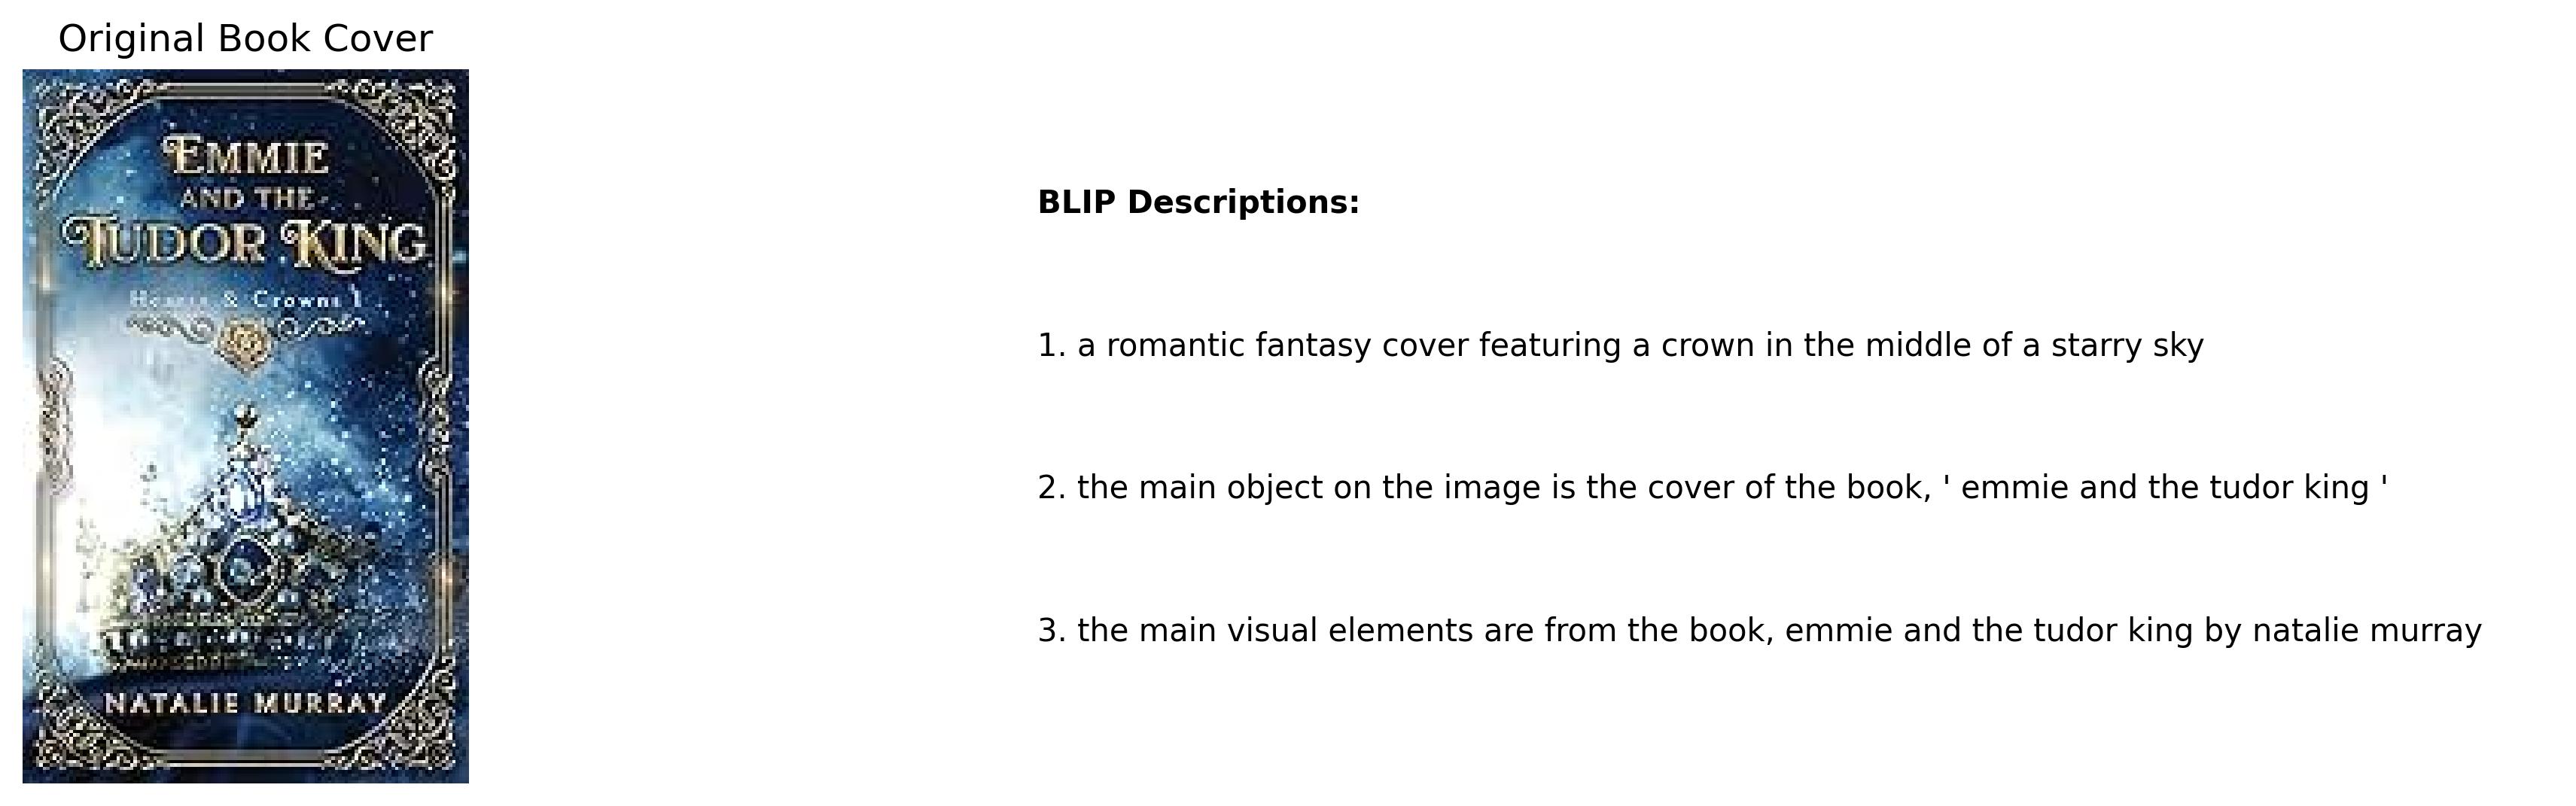 Original Book Cover
EMMIE
AND THE
TUDOR KING
Hearts & Crowns 1
NATALIE MURRAY
BLIP Descriptions:
1. a romantic fantasy cover featuring a crown in the middle of a starry sky
2. the main object on the image is the cover of the book, ' emmie and the tudor king '
3. the main visual elements are from the book, emmie and the tudor king by natalie murray